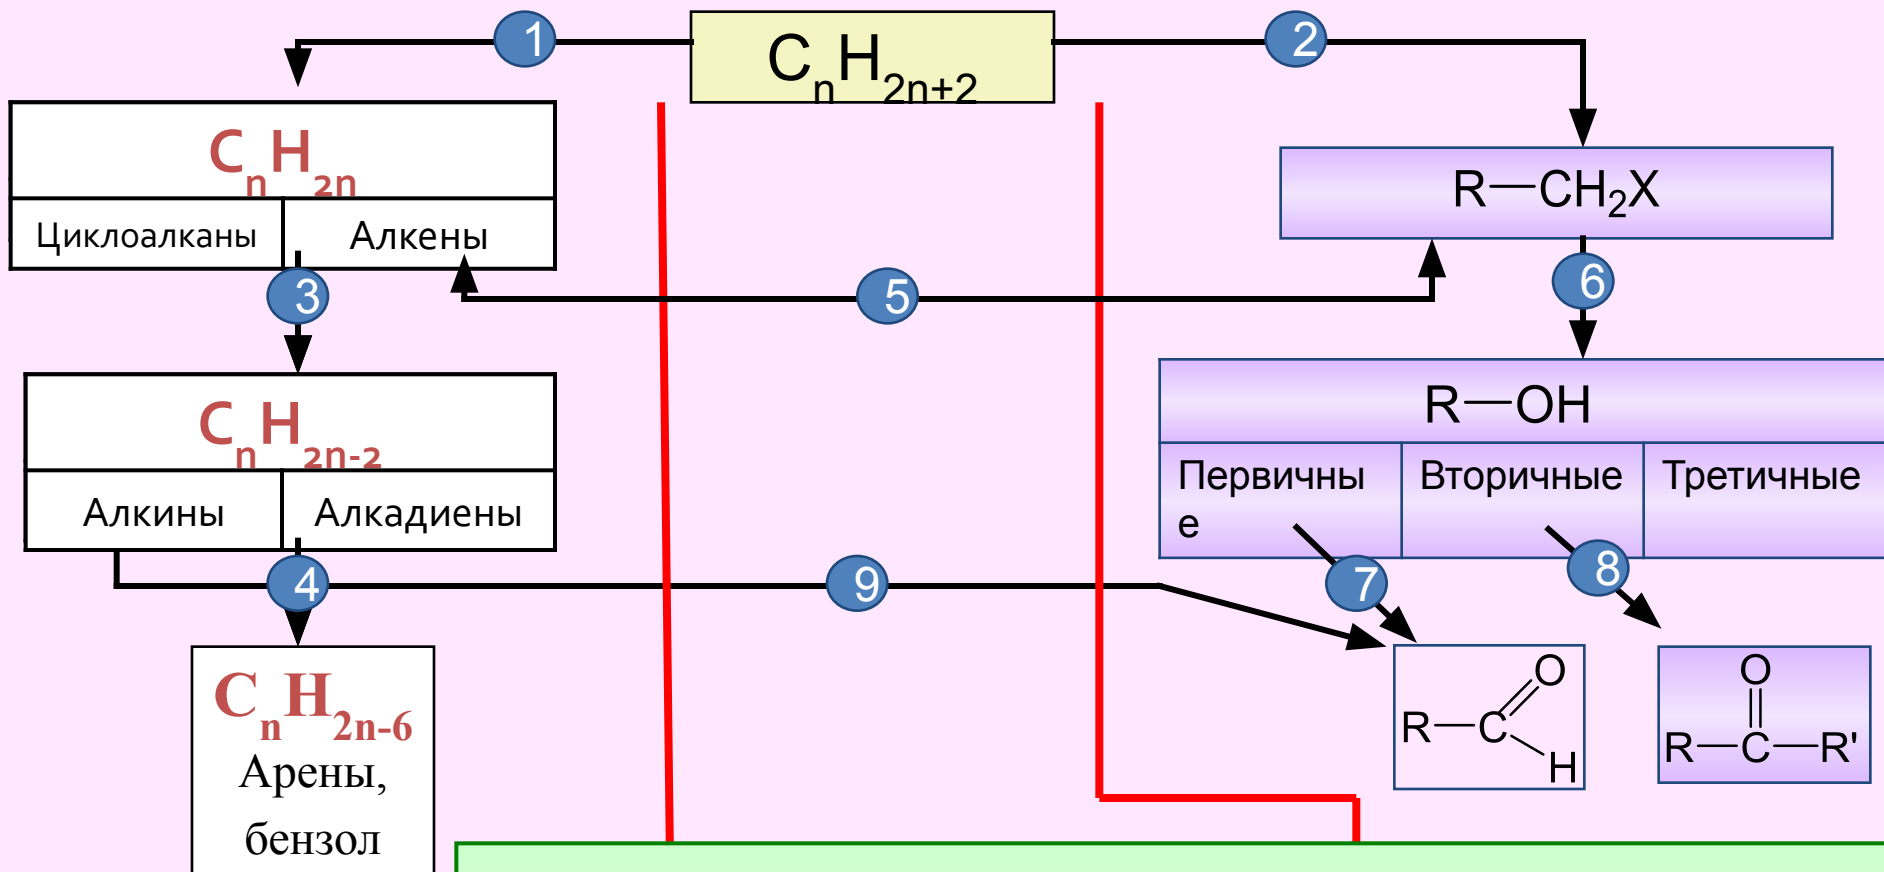 1
CnH2n+2
2
CnH2n
R—CH2X
Циклоалканы
Алкены
3
5
6
CnH2n-2
R—OH
Алкины
Алкадиены
Первичны
е
Вторичные
Третичные
4
9
7
8
CnH2n-6
Арены,
бензол
O
R—C
H
O
R—C—R'